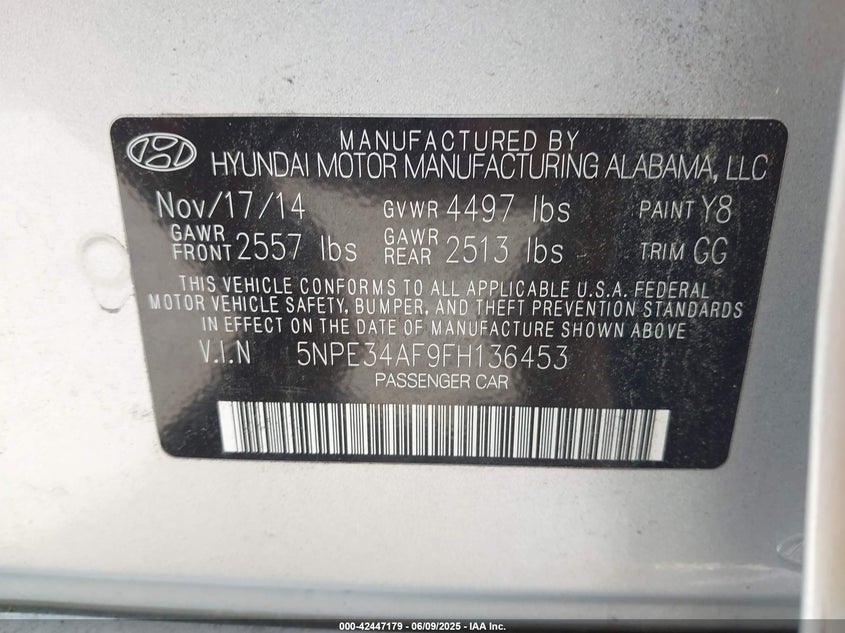 MANUFACTURED BY
HYUNDAI MOTOR MANUFACTURING ALABAMA, LLC
Nov/17/14 GVWR 4497 lbs PAINT Y8
GAWR FRONT 2557 lbs GAWR REAR 2513 lbs TRIM GG
THIS VEHICLE CONFORMS TO ALL APPLICABLE U.S.A. FEDERAL
MOTOR VEHICLE SAFETY, BUMPER, AND THEFT PREVENTION STANDARDS
IN EFFECT ON THE DATE OF MANUFACTURE SHOWN ABOVE
V.I.N 5NPE34AF9FH136453
PASSENGER CAR
000-42447179 - 06/09/2025 - IAA Inc.